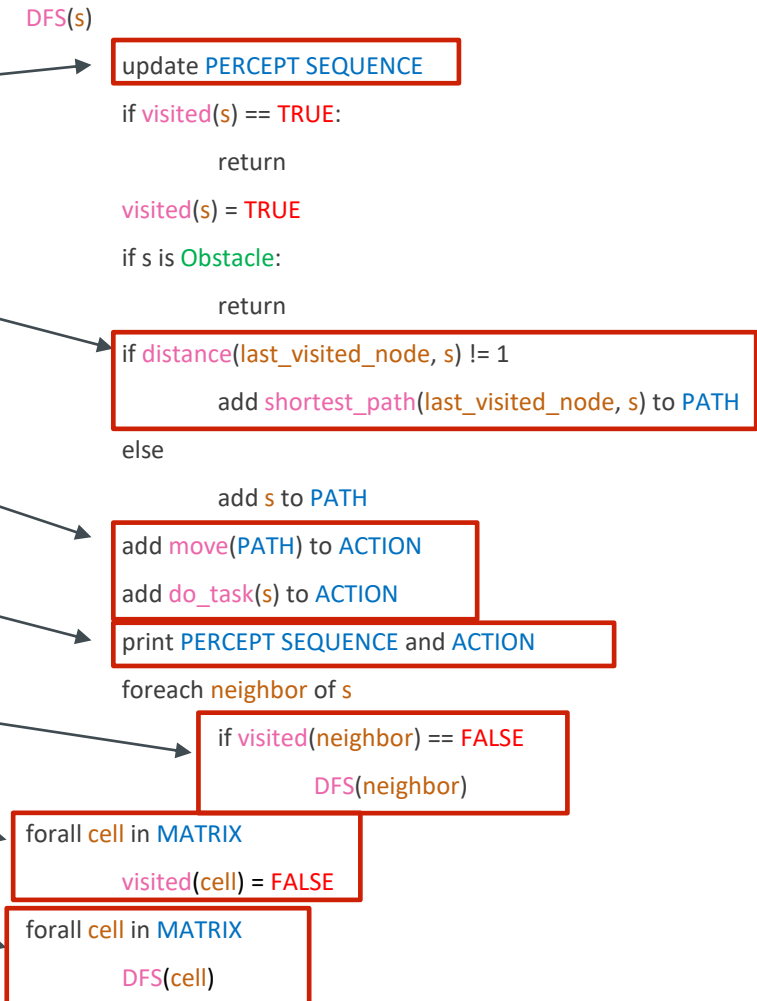 DFS(s)
update PERCEPT SEQUENCE
if visited(s) == TRUE:
return
visited(s) = TRUE
if s is Obstacle:
return
if distance(last_visited_node, s) != 1
add shortest_path(last_visited_node, s) to PATH
else
add s to PATH
add move(PATH) to ACTION
add do_task(s) to ACTION
print PERCEPT SEQUENCE and ACTION
foreach neighbor of s
if visited(neighbor) == FALSE
DFS(neighbor)
forall cell in MATRIX
visited(cell) = FALSE
forall cell in MATRIX
DFS(cell)